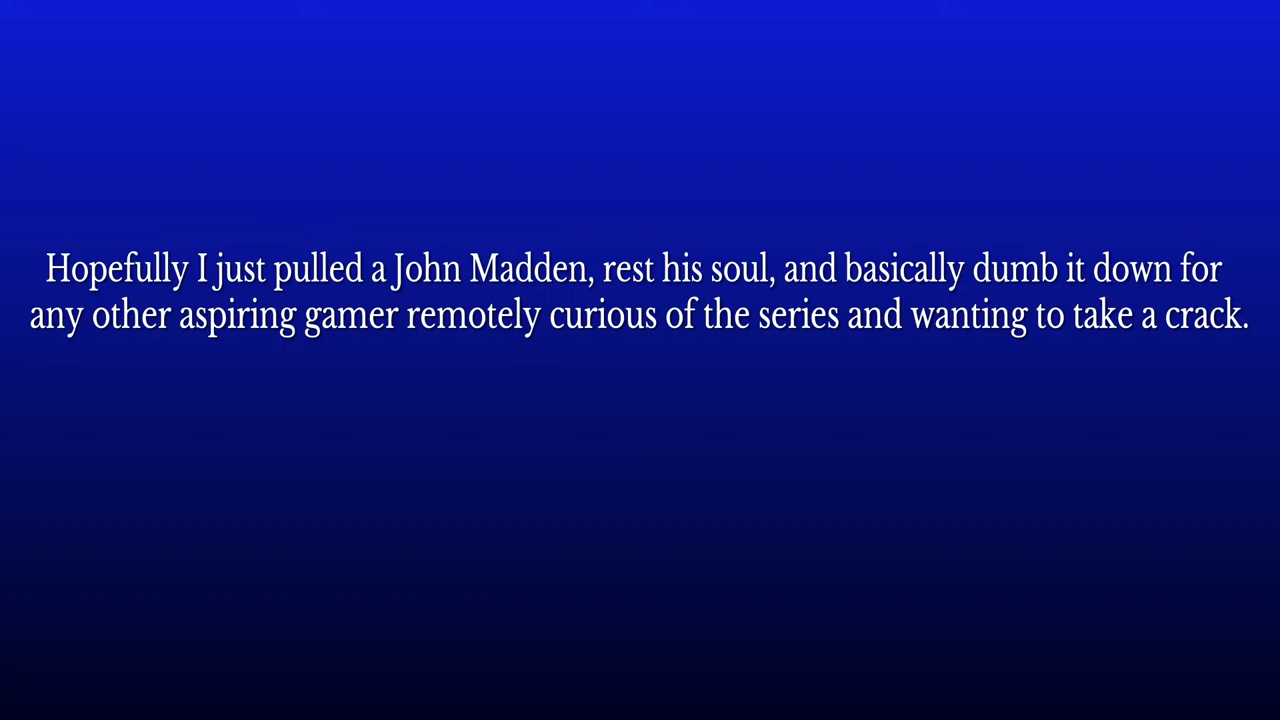 Hopefully I just pulled a John Madden, rest his soul, and basically dumb it down for
any other aspiring gamer remotely curious of the series and wanting to take a crack.